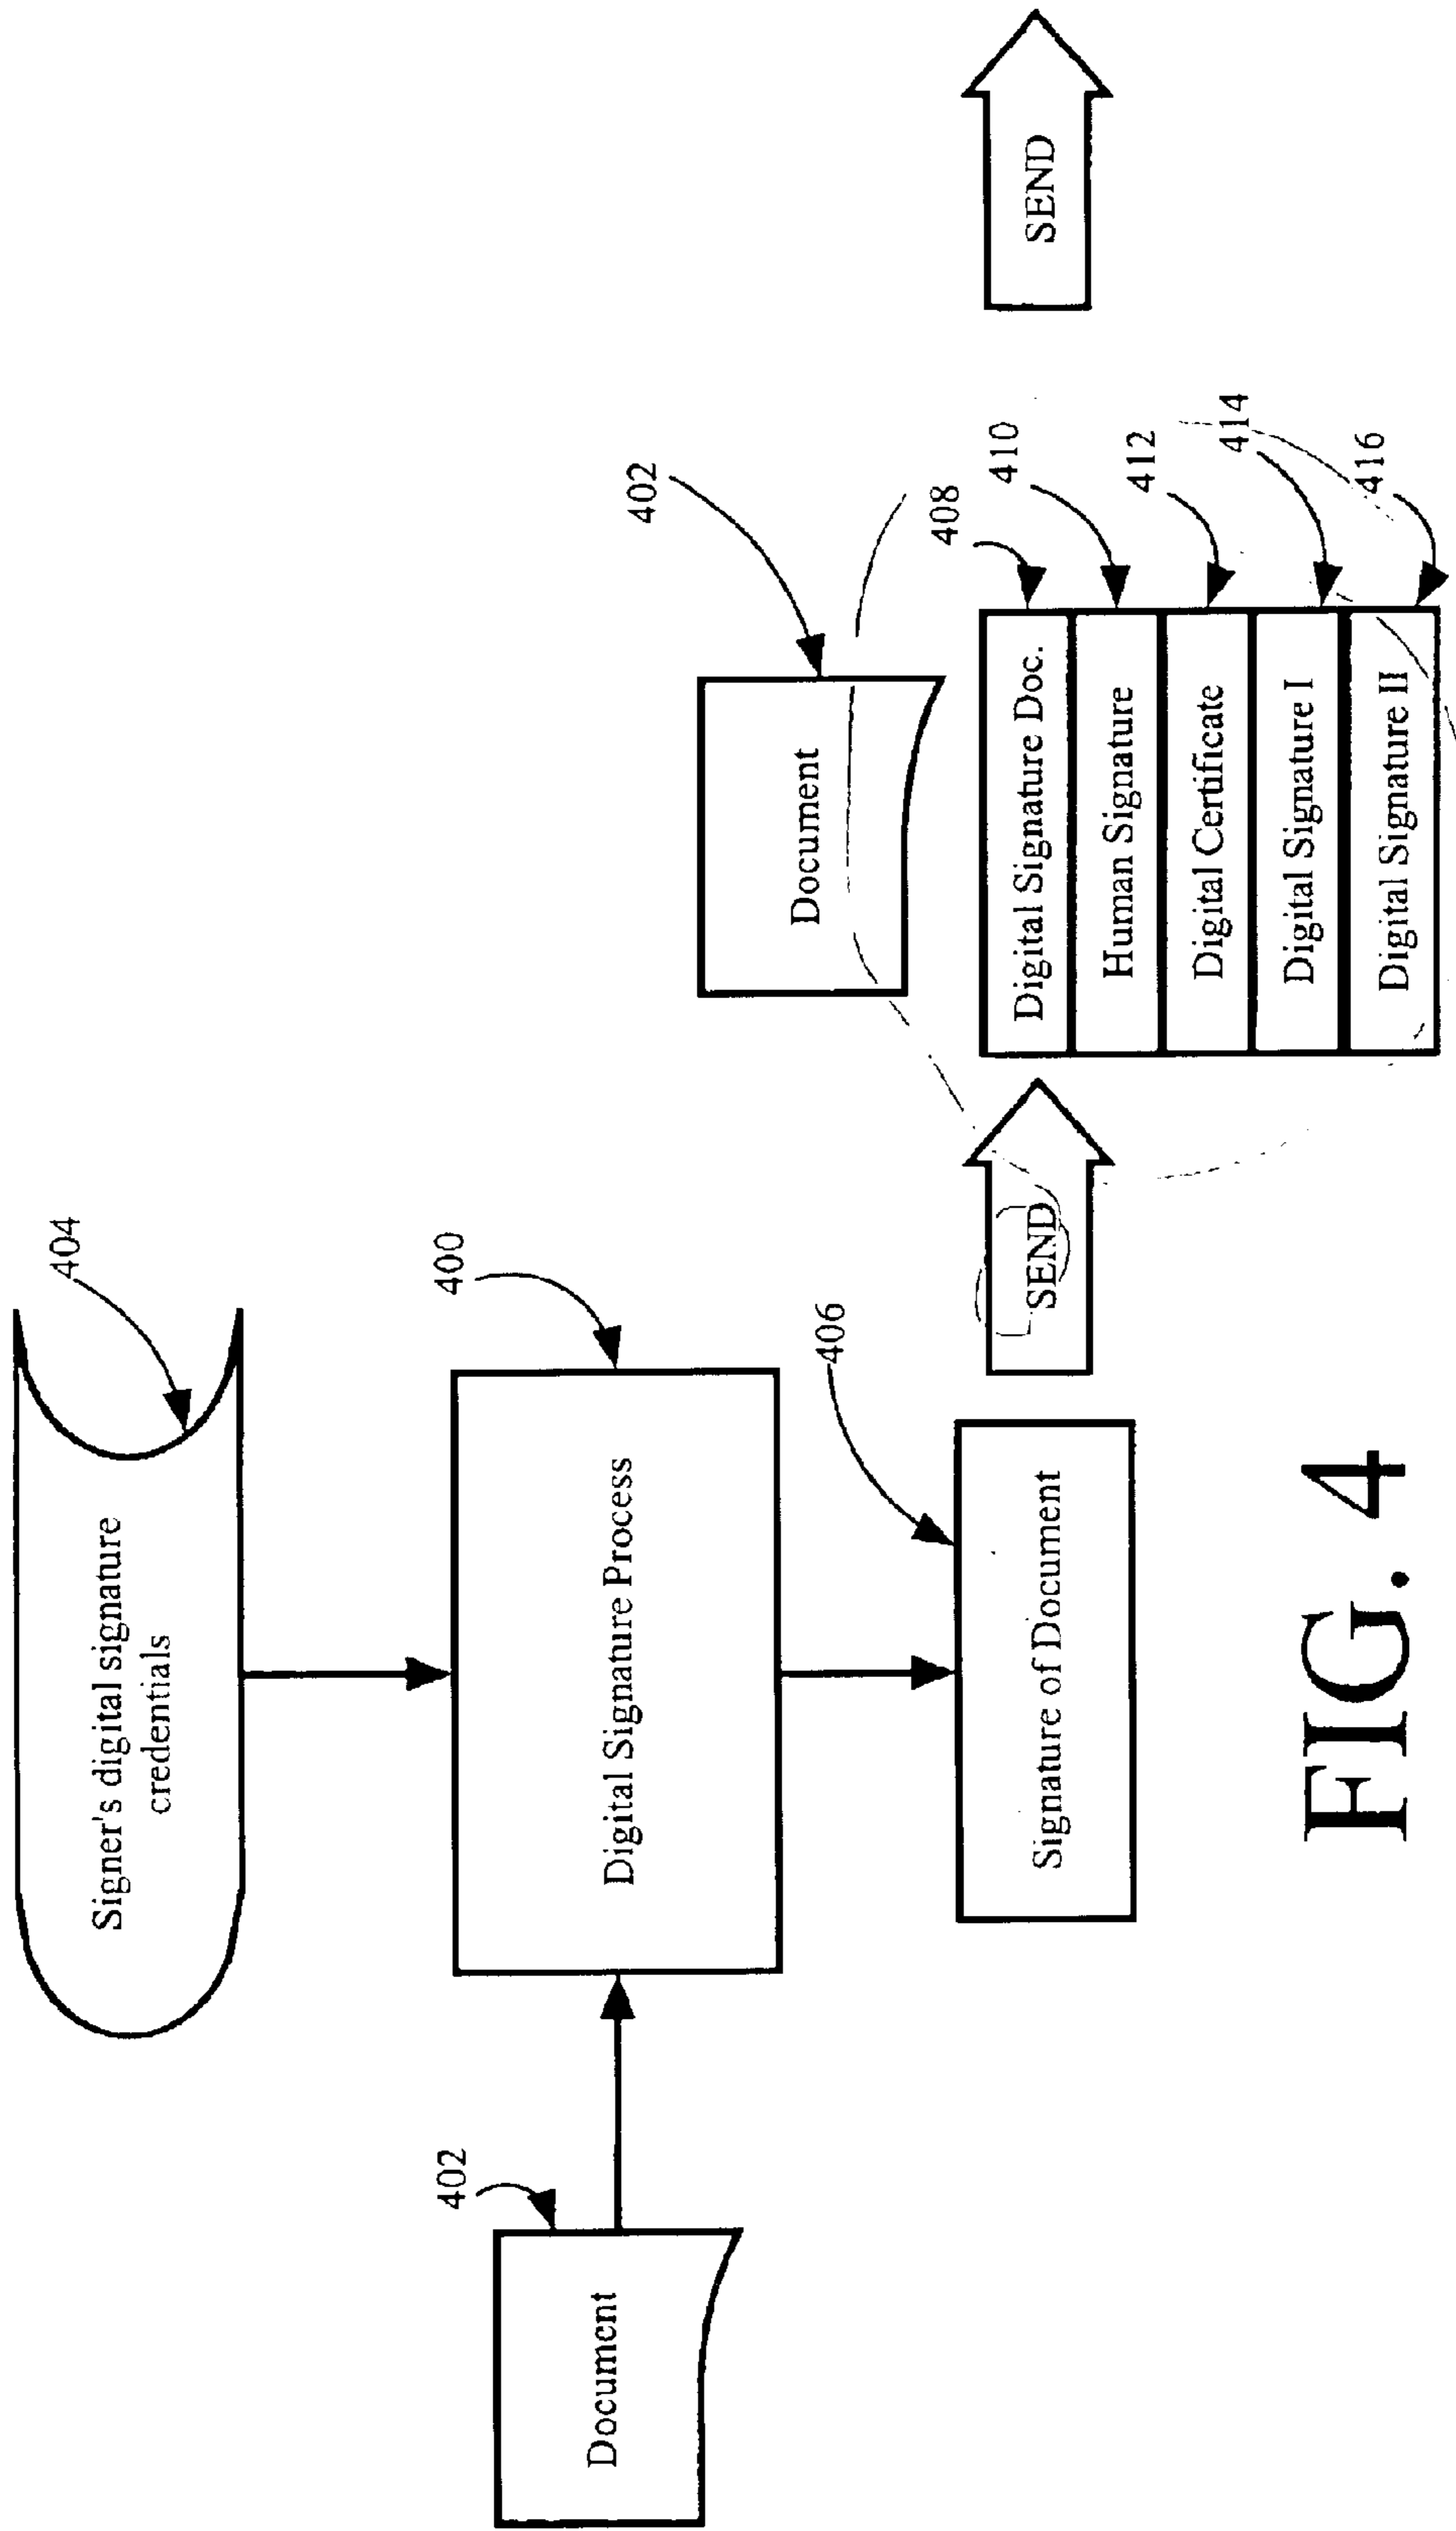 404
Signer's digital signature
credentials
400
Digital Signature Process
402
Document
406
Signature of Document
SEND
402
Document
408
Digital Signature Doc.
410
Human Signature
412
Digital Certificate
414
Digital Signature I
416
Digital Signature II
SEND
FIG. 4